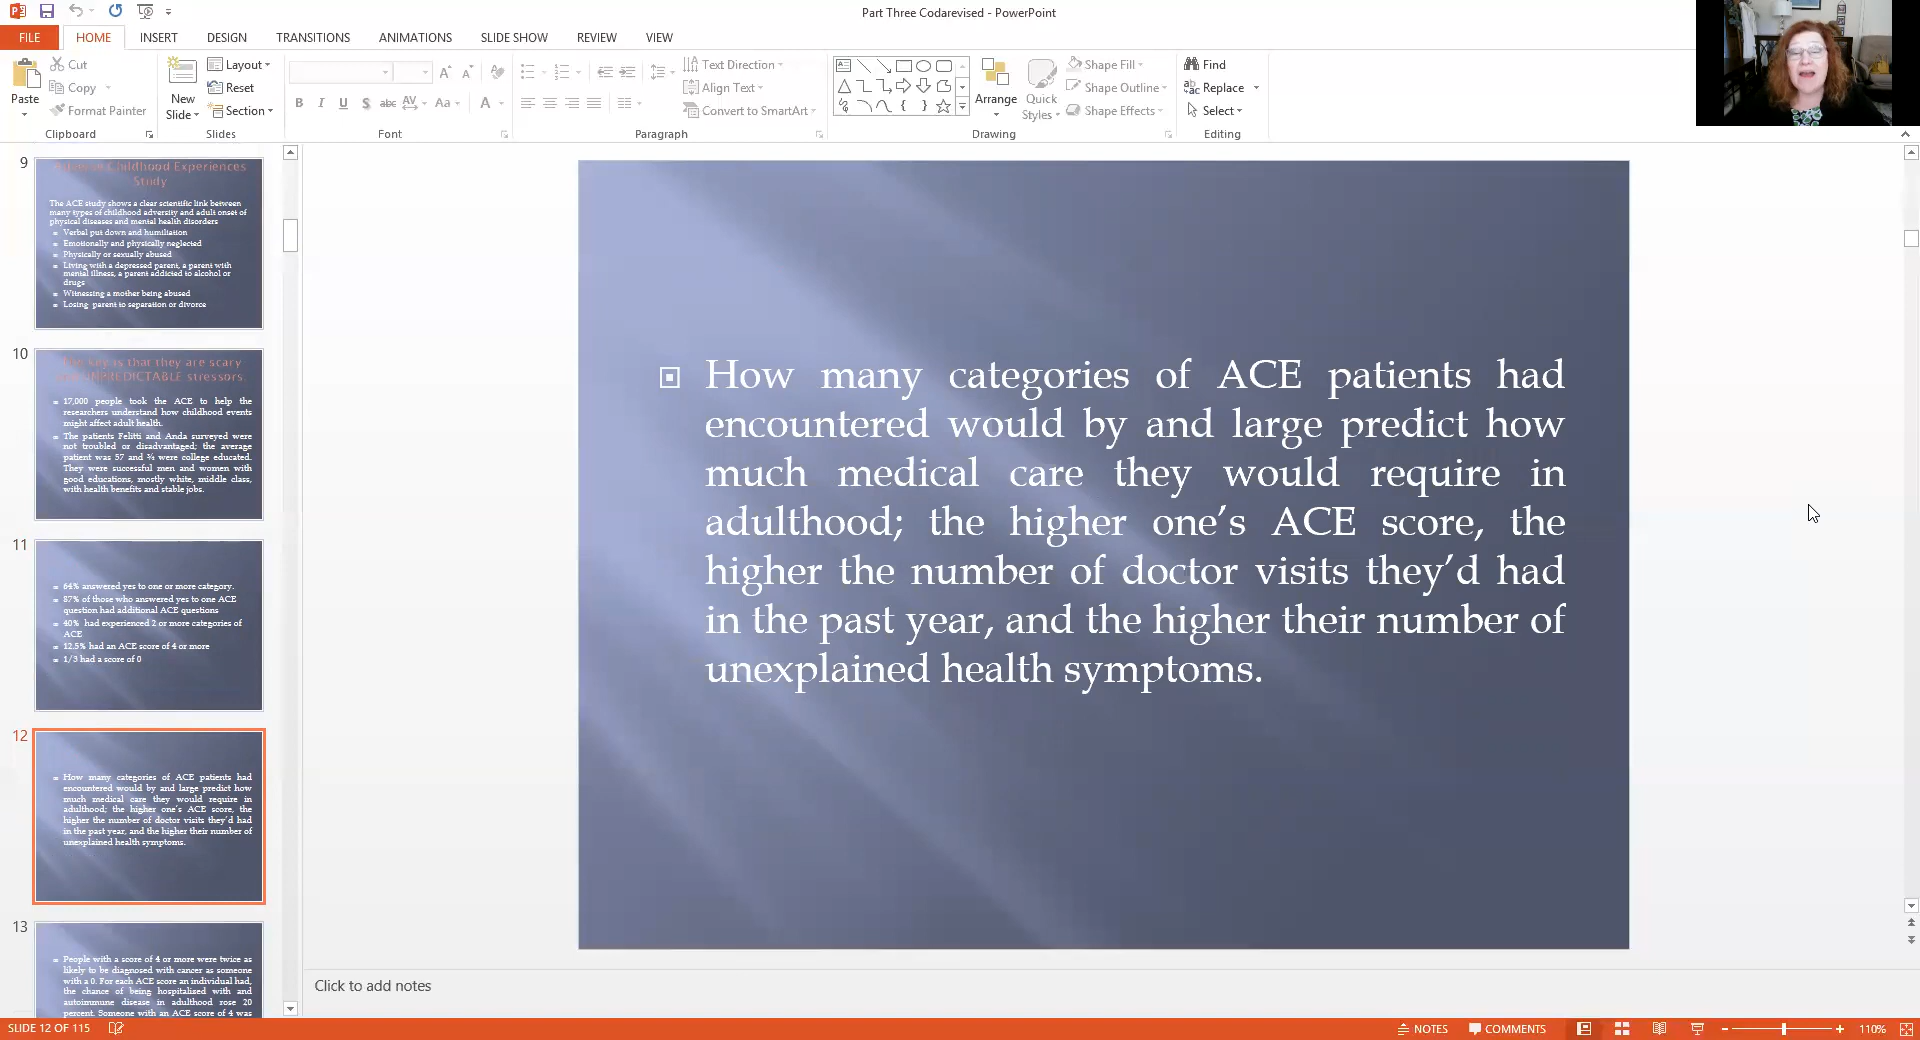 Part Three Codarevised - PowerPoint
FILE
HOME
INSERT
DESIGN
TRANSITIONS
ANIMATIONS
SLIDE SHOW
REVIEW
VIEW
Paste
Cut
Copy
Format Painter
Clipboard
New
Slide
Layout
Reset
Section
Slides
B I U S abc AV Aa A
Font
Text Direction
Align Text
Convert to SmartArt
Paragraph
Arrange
Quick
Styles
Shape Fill
Shape Outline
Shape Effects
Drawing
Find
Replace
Select
Editing
9
Childhood Experiences
Study
The ACE study shows a clear scientific link between
many types of childhood adversity and adult onset of
physical diseases and mental health disorders
Verbal put down and humiliation
Emotionally and physically neglected
Physically or sexually abused
Living with a depressed parent, a parent with
mental illness, a parent addicted to alcohol or
drugs
Witnessing a mother being abused
Losing parent to separation or divorce
10
key is that they are scary
UNPREDICTABLE stressors.
17,000 people took the ACE to help the
researchers understand how childhood events
might affect adult health.
The patients Felitti and Anda surveyed were
not troubled or disadvantaged; the average
patient was 57 and ¾ were college educated.
They were successful men and women with
good educations, mostly white, middle class,
with health benefits and stable jobs.
11
64% answered yes to one or more category.
87% of those who answered yes to one ACE
question had additional ACE questions
40% had experienced 2 or more categories of
ACE
12.5% had an ACE score of 4 or more
1/3 had a score of 0
12
How many categories of ACE patients had
encountered would by and large predict how
much medical care they would require in
adulthood; the higher one's ACE score, the
higher the number of doctor visits they'd had
in the past year, and the higher their number of
unexplained health symptoms.
13
People with a score of 4 or more were twice as
likely to be diagnosed with cancer as someone
with a 0. For each ACE score an individual had,
the chance of being hospitalized with and
autoimmune disease in adulthood rose 20
percent. Someone with an ACE score of 4 was
How many categories of ACE patients had
encountered would by and large predict how
much medical care they would require in
adulthood; the higher one's ACE score, the
higher the number of doctor visits they'd had
in the past year, and the higher their number of
unexplained health symptoms.
Click to add notes
SLIDE 12 OF 115
NOTES
COMMENTS
110%